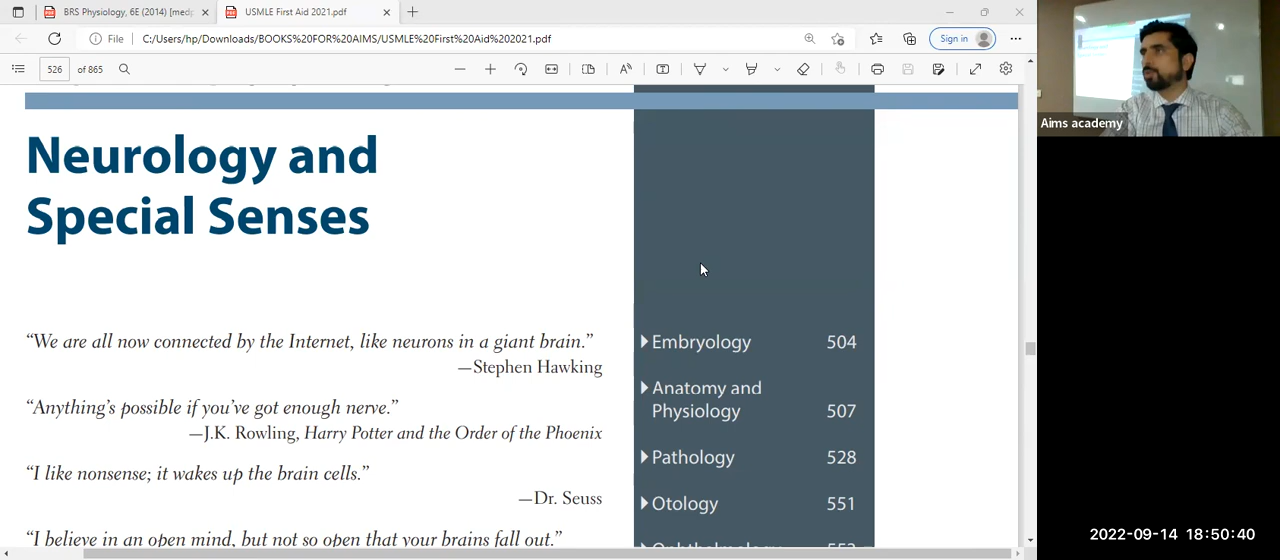 BRS Physiology, 6E (2014) [medp
USMLE First Aid 2021.pdf
File
C:/Users/hp/Downloads/BOOKS%20FOR%20AIMS/USMLE%20First%20Aid%202021.pdf
Sign in
526 of 865
Neurology and
Special Senses
“We are all now connected by the Internet, like neurons in a giant brain.”
—Stephen Hawking
“Anything’s possible if you’ve got enough nerve.”
—J.K. Rowling, Harry Potter and the Order of the Phoenix
“I like nonsense; it wakes up the brain cells.”
—Dr. Seuss
“I believe in an open mind, but not so open that your brains fall out.”
Embryology 504
Anatomy and
Physiology 507
Pathology 528
Otology 551
Ophthalmology
Aims academy
2022-09-14 18:50:40